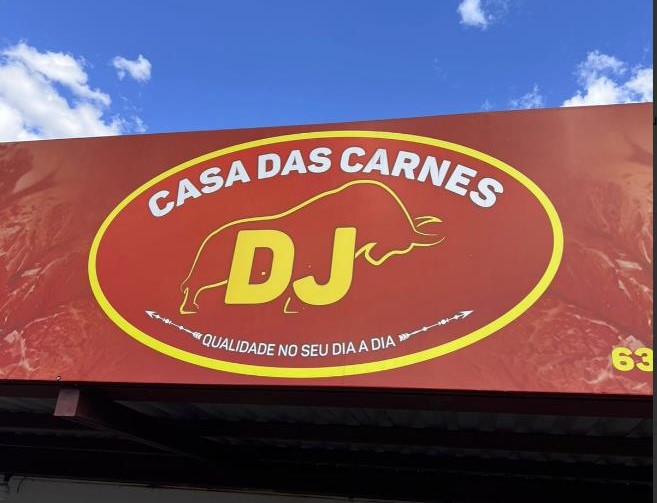 CASA DAS CARNES
DJ
QUALIDADE NO SEU DIA A DIA
63